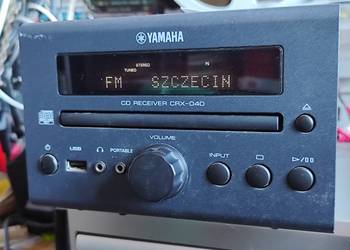 YAMAHA
STEREO
TUNED
FM SZCZECIN
CD RECEIVER CRX-040
VOLUME
USB
PORTABLE
INPUT